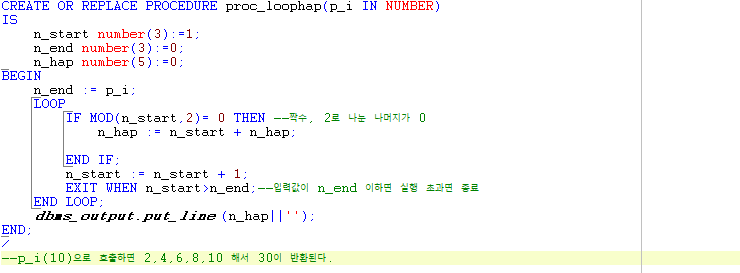 CREATE OR REPLACE PROCEDURE proc_loophap(p_i IN NUMBER)
IS
n_start number(3):=1;
n_end number(3):=0;
n_hap number(5):=0;
BEGIN
n_end := p_i;
LOOP
IF MOD(n_start,2)= 0 THEN --짝수, 2로 나눈 나머지가 0
n_hap := n_start + n_hap;
END IF;
n_start := n_start + 1;
EXIT WHEN n_start>n_end;--입력값이 n_end 이하면 실행 초과면 종료
END LOOP;
dbms_output.put_line(n_hap||'');
END;
/
--p_i(10)으로 호출하면 2,4,6,8,10 해서 30이 반환된다.